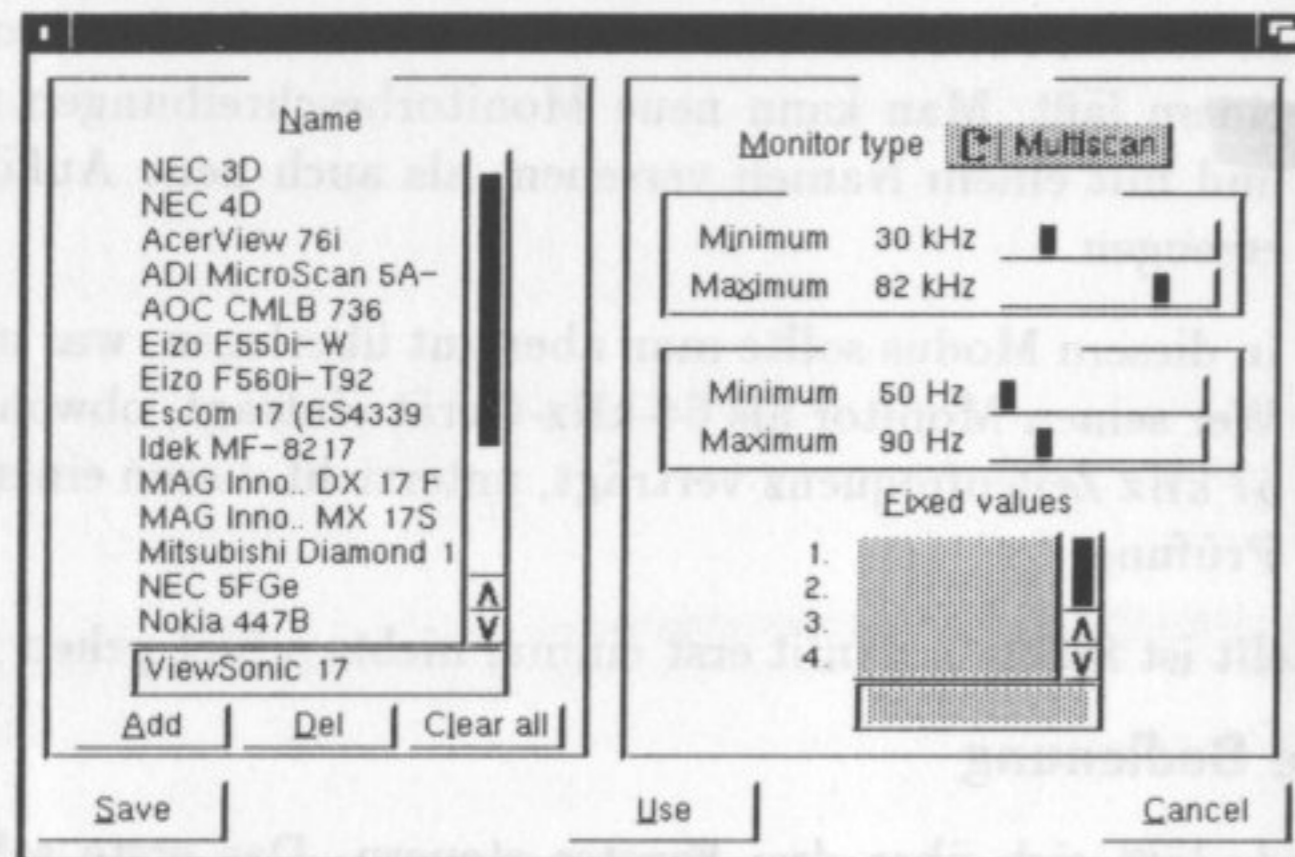 Name
NEC 3D
NEC 4D
AcerView 76i
ADI MicroScan 5A-
AOC CMLB 736
Eizo F550i-W
Eizo F560i-T92
Escom 17 (ES4339
Idek MF-8217
MAG Inno.. DX 17 F
MAG Inno.. MX 17S
Mitsubishi Diamond 1
NEC 5FGe
Nokia 447B
ViewSonic 17
Add Del Clear all
Monitor type Multiscan
Minimum 30 kHz
Maximum 82 kHz
Minimum 50 Hz
Maximum 90 Hz
Fixed values
1.
2.
3.
4.
Save Use Cancel